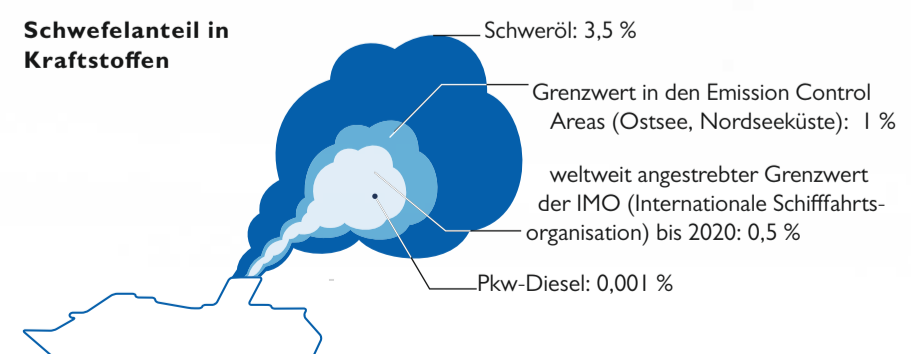 Schwefelanteil in
Kraftstoffen
Schweröl: 3,5 %
Grenzwert in den Emission Control
Areas (Ostsee, Nordseeküste): 1 %
weltweit angestrebter Grenzwert
der IMO (Internationale Schifffahrts-
organisation) bis 2020: 0,5 %
Pkw-Diesel: 0,001 %